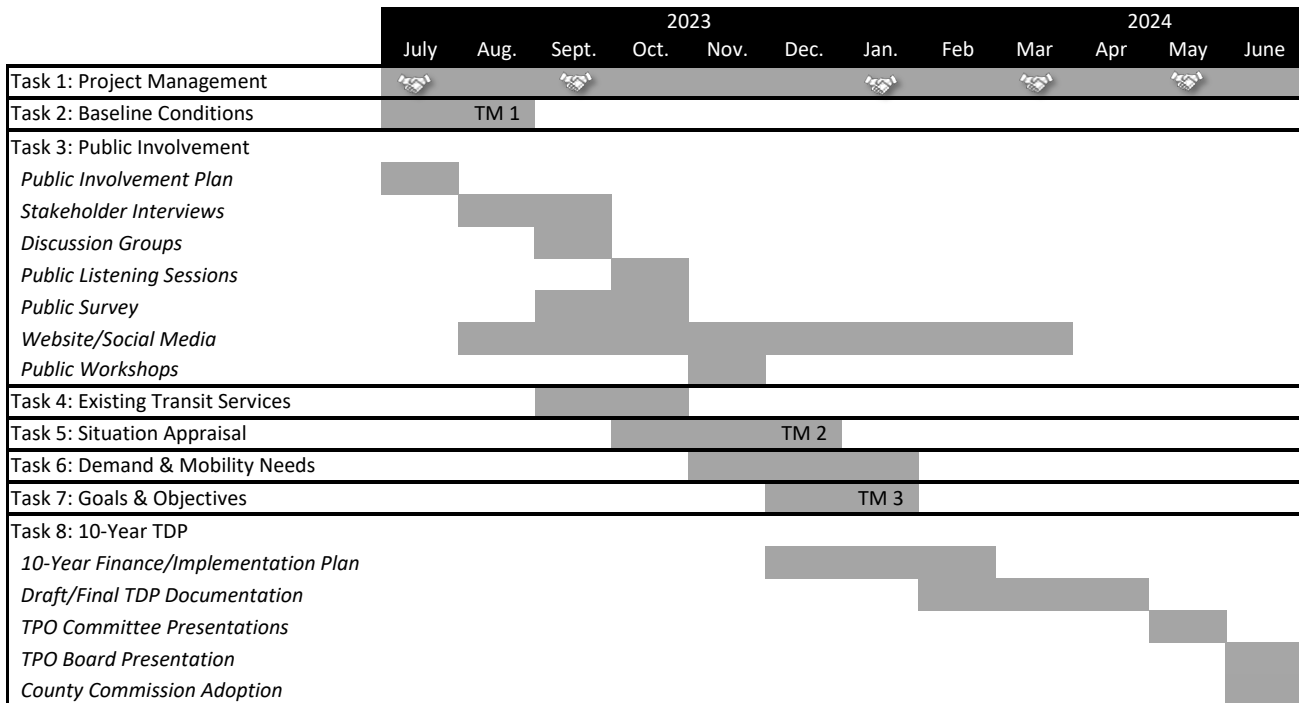 2023 2024
July Aug. Sept. Oct. Nov. Dec. Jan. Feb Mar Apr May June
Task 1: Project Management
Task 2: Baseline Conditions TM 1
Task 3: Public Involvement
Public Involvement Plan
Stakeholder Interviews
Discussion Groups
Public Listening Sessions
Public Survey
Website/Social Media
Public Workshops
Task 4: Existing Transit Services
Task 5: Situation Appraisal TM 2
Task 6: Demand & Mobility Needs
Task 7: Goals & Objectives TM 3
Task 8: 10-Year TDP
10-Year Finance/Implementation Plan
Draft/Final TDP Documentation
TPO Committee Presentations
TPO Board Presentation
County Commission Adoption